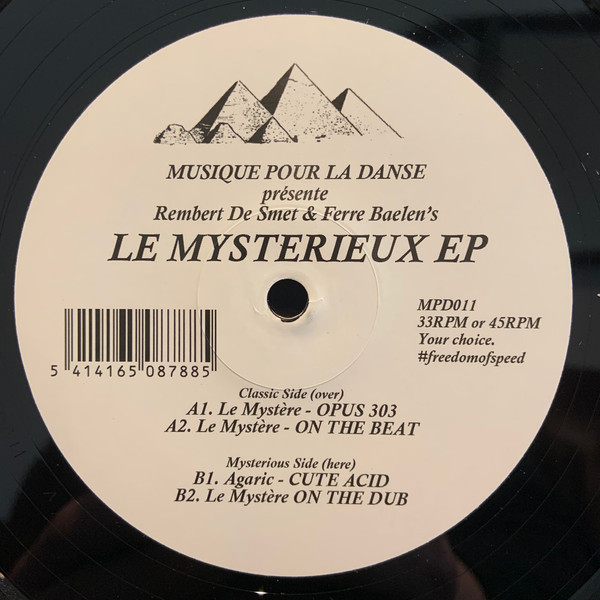 MUSIQUE POUR LA DANSE
présente
Rembert De Smet & Ferre Baelen's
LE MYSTERIEUX EP
MPD011
33RPM or 45RPM
Your choice.
#freedomofspeed
5 414165 087885
Classic Side (over)
A1. Le Mystère - OPUS 303
A2. Le Mystère - ON THE BEAT
Mysterious Side (here)
B1. Agaric - CUTE ACID
B2. Le Mystère ON THE DUB